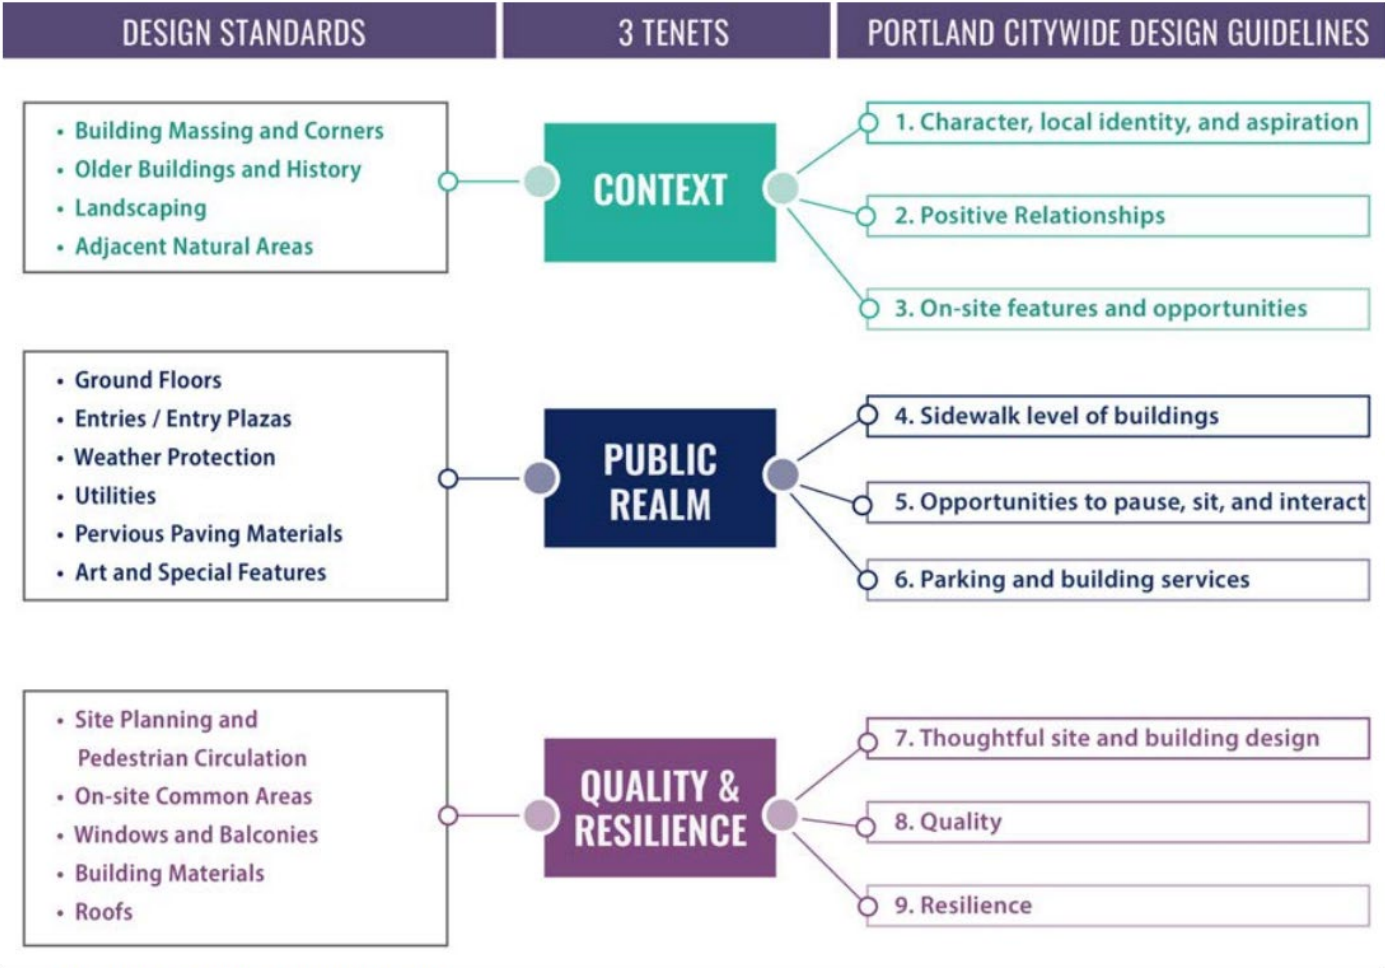 DESIGN STANDARDS
3 TENETS
PORTLAND CITYWIDE DESIGN GUIDELINES
• Building Massing and Corners
• Older Buildings and History
• Landscaping
• Adjacent Natural Areas
CONTEXT
1. Character, local identity, and aspiration
2. Positive Relationships
3. On-site features and opportunities
• Ground Floors
• Entries / Entry Plazas
• Weather Protection
• Utilities
• Pervious Paving Materials
• Art and Special Features
PUBLIC
REALM
4. Sidewalk level of buildings
5. Opportunities to pause, sit, and interact
6. Parking and building services
• Site Planning and
Pedestrian Circulation
• On-site Common Areas
• Windows and Balconies
• Building Materials
• Roofs
QUALITY &
RESILIENCE
7. Thoughtful site and building design
8. Quality
9. Resilience